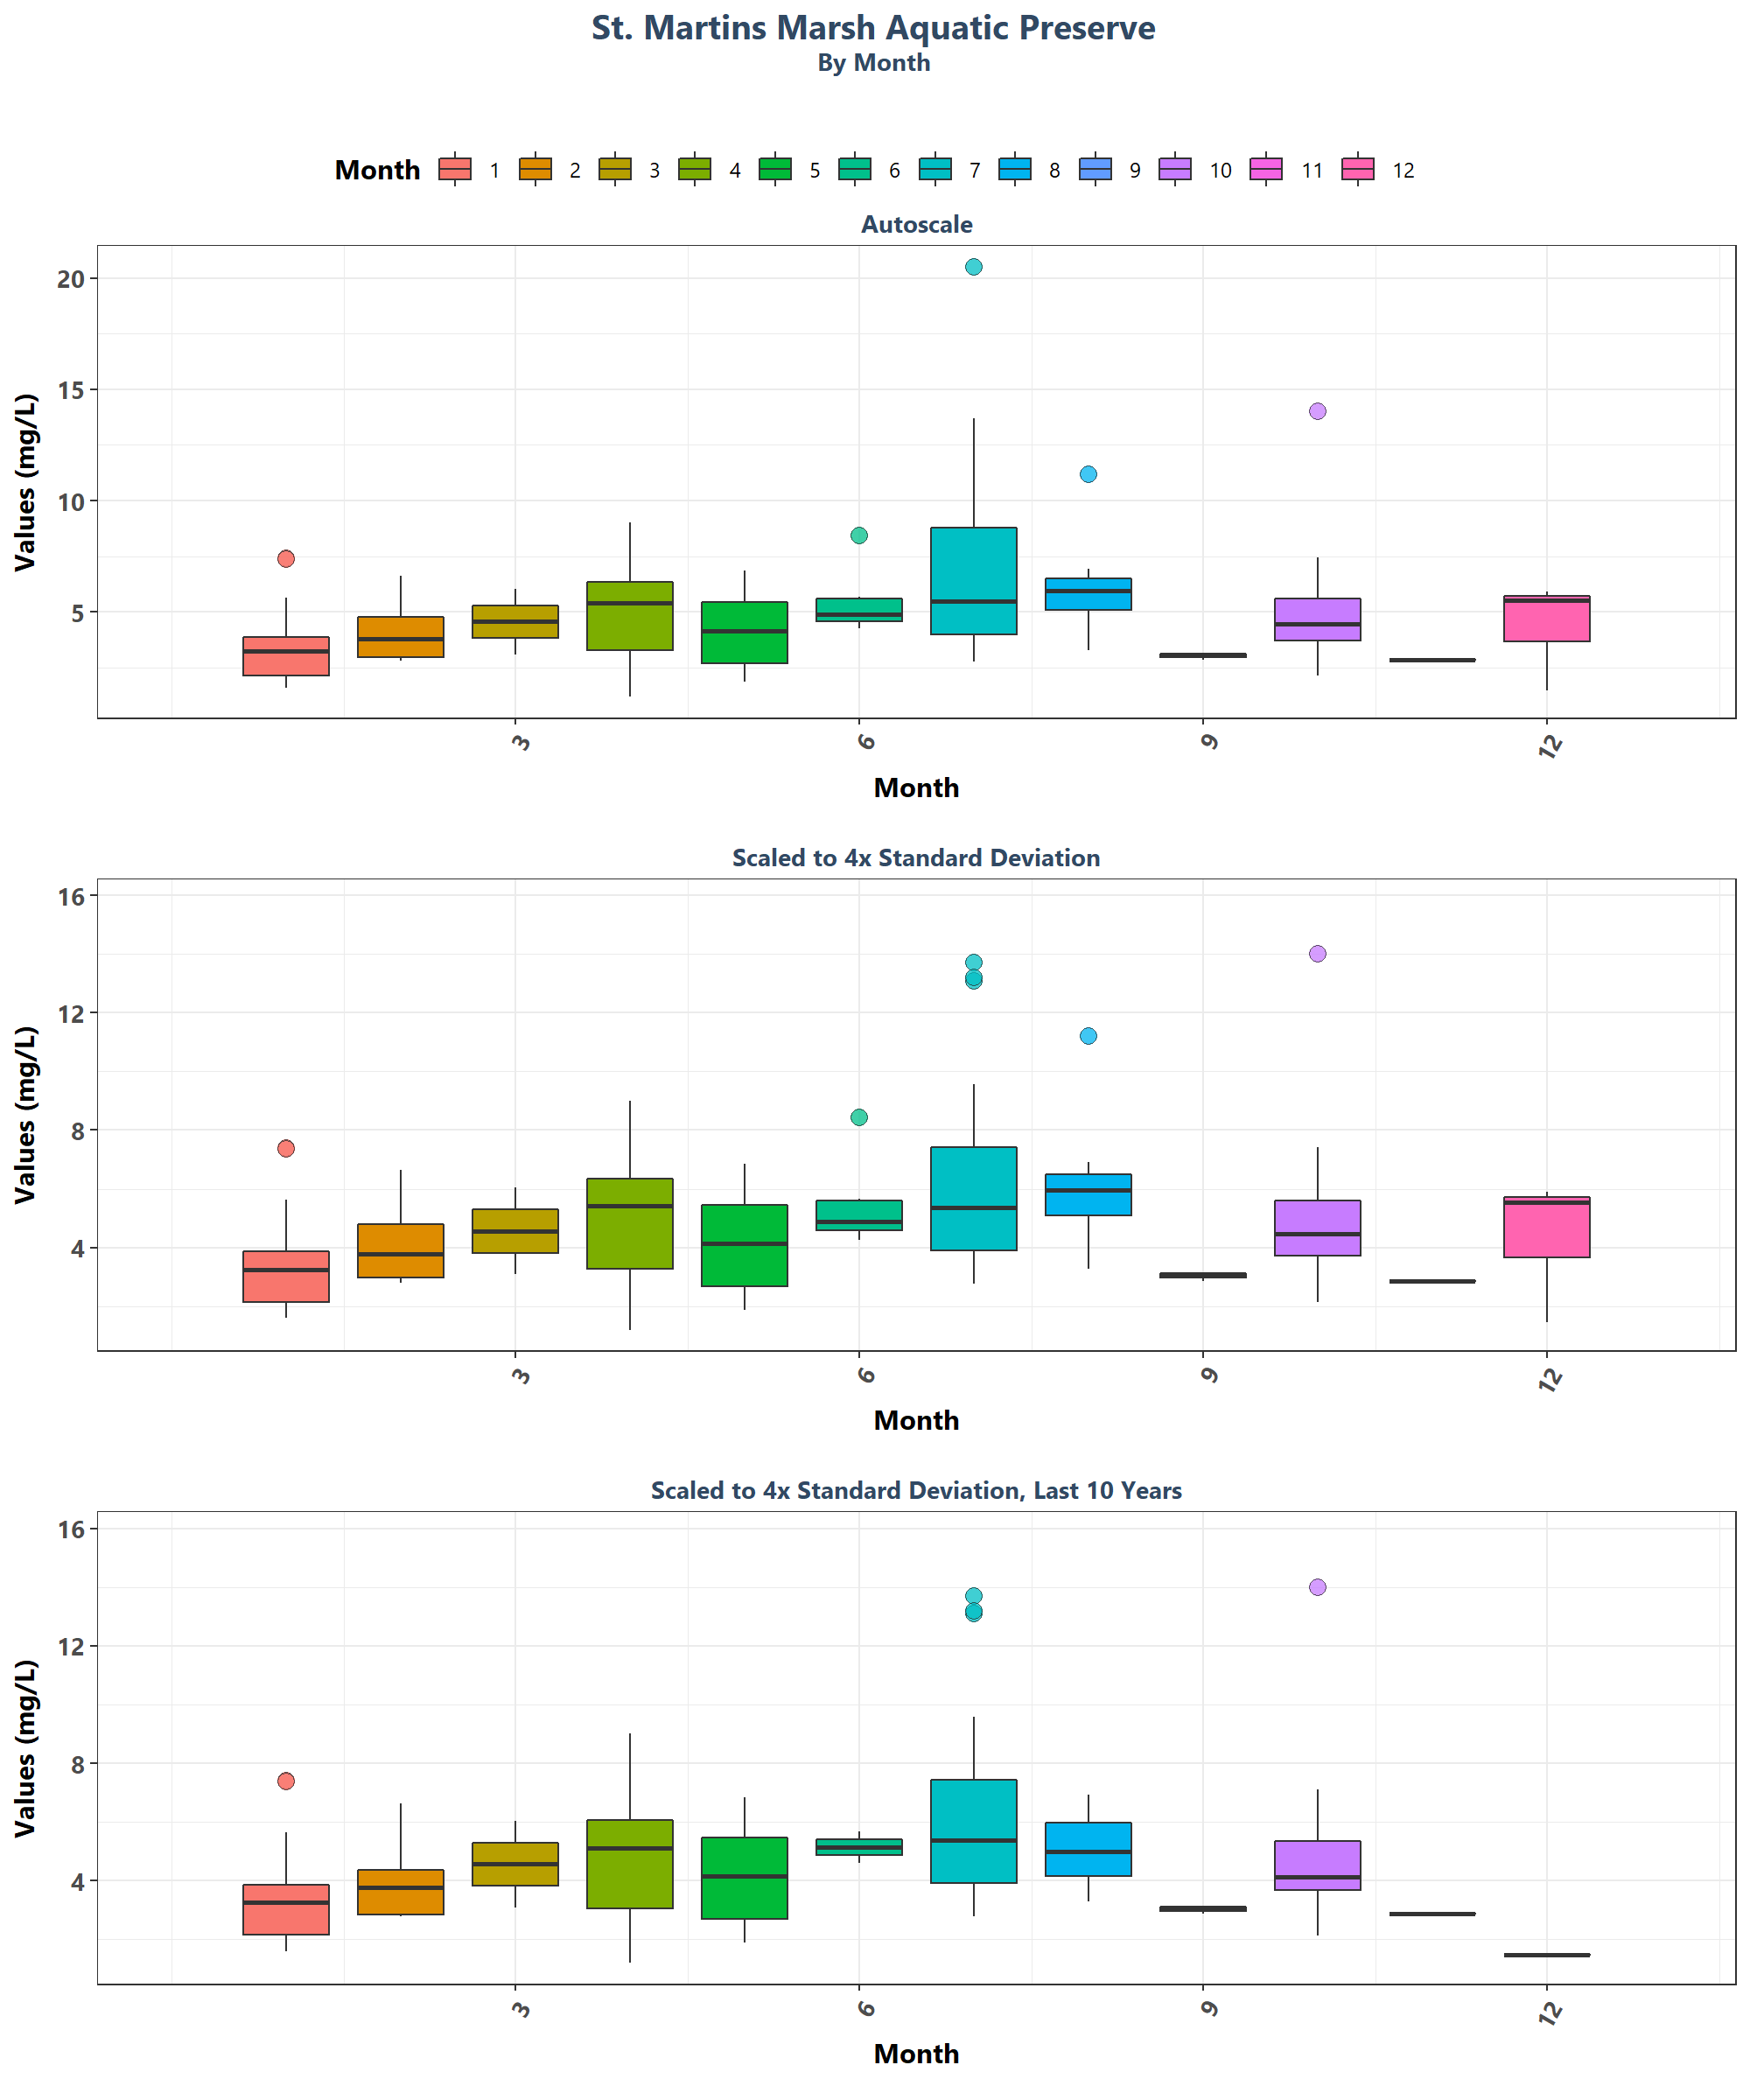 St. Martins Marsh Aquatic Preserve
By Month
Month 1 2 3 4 5 6 7 8 9 10 11 12
Autoscale
Values (mg/L)
20
15
10
5
3 6 9 12
Month
Scaled to 4x Standard Deviation
Values (mg/L)
16
12
8
4
3 6 9 12
Month
Scaled to 4x Standard Deviation, Last 10 Years
Values (mg/L)
16
12
8
4
3 6 9 12
Month